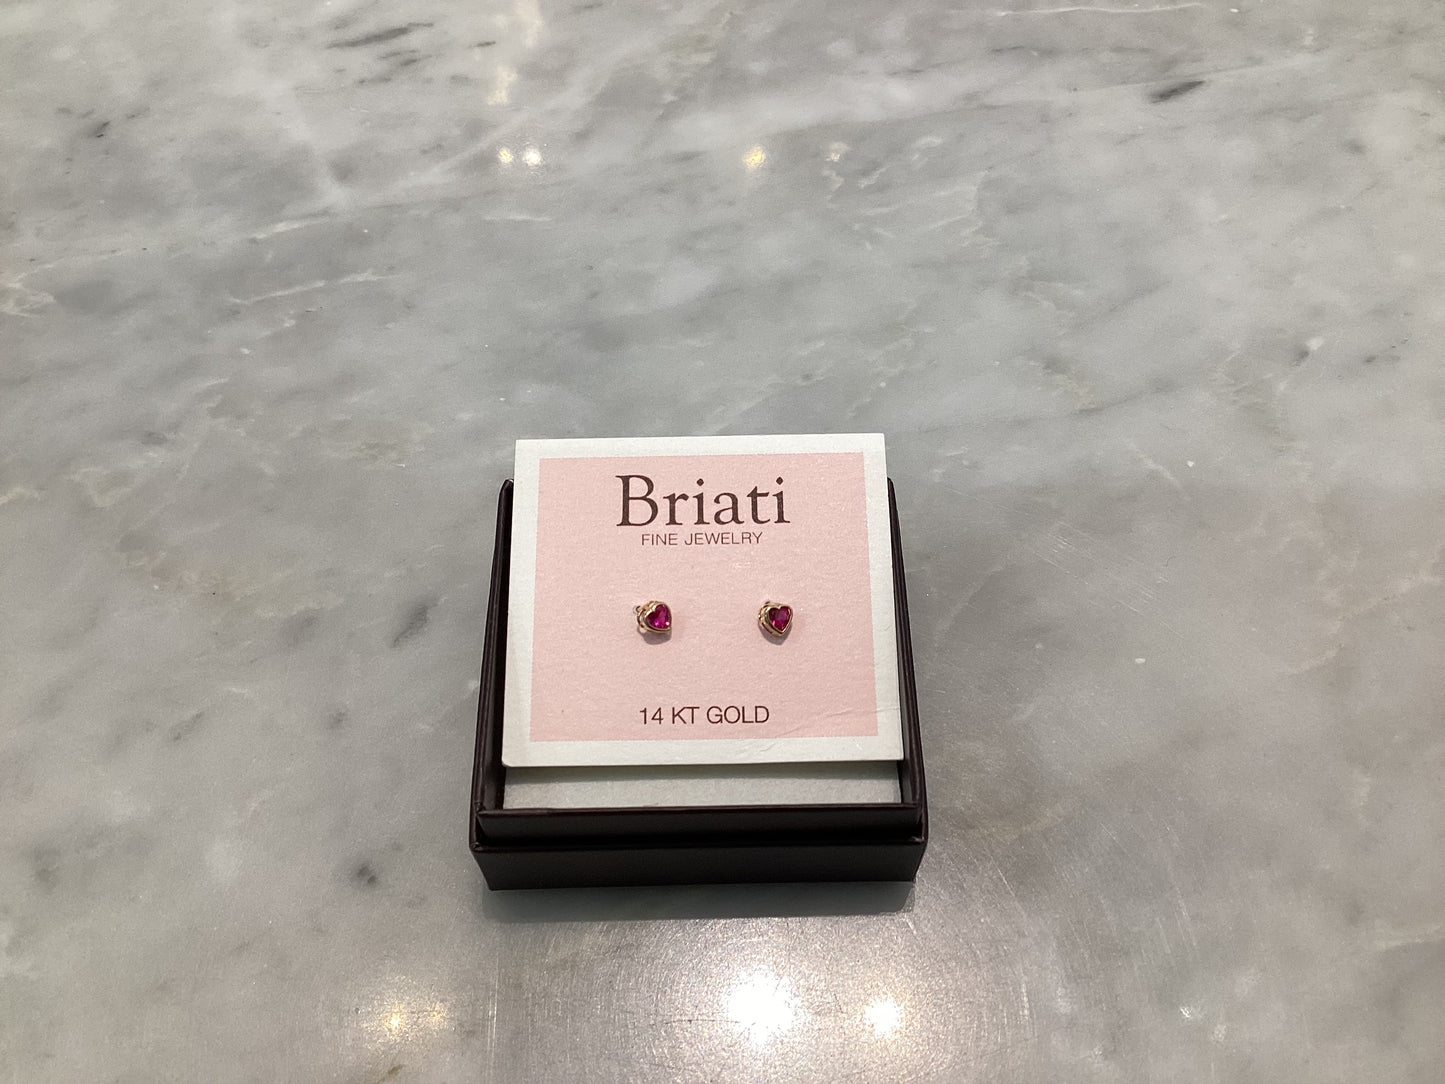 Briati
FINE JEWELRY
14 KT GOLD